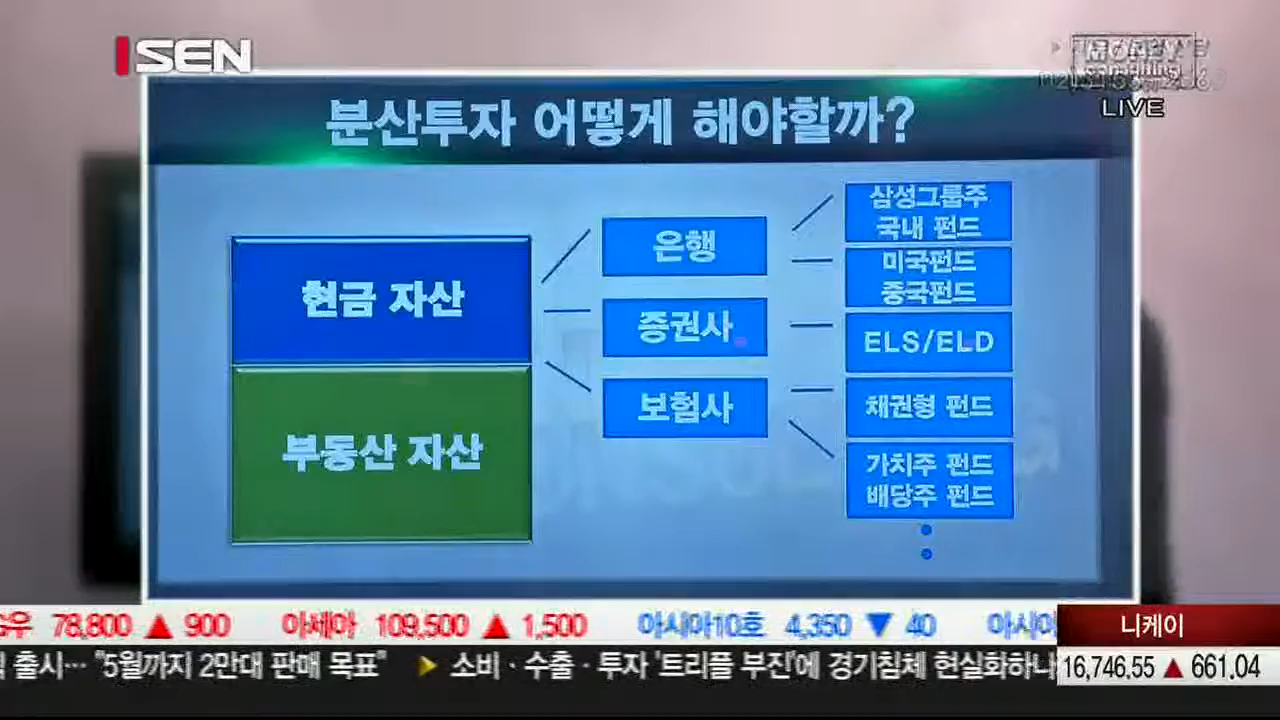 SEN
LIVE
분산투자 어떻게 해야할까?
현금 자산
부동산 자산
은행
증권사
보험사
삼성그룹주
국내 펀드
미국펀드
중국펀드
ELS/ELD
채권형 펀드
가치주 펀드
배당주 펀드
78,800 ▲ 900 아세아 109,500 ▲ 1,500 아시아10호 4,350 ▼ 40 아시아
니케이
출시… "5월까지 2만대 판매 목표" ▶ 소비·수출·투자 '트리플 부진'에 경기침체 현실화하나
16,746.55 ▲ 661.04